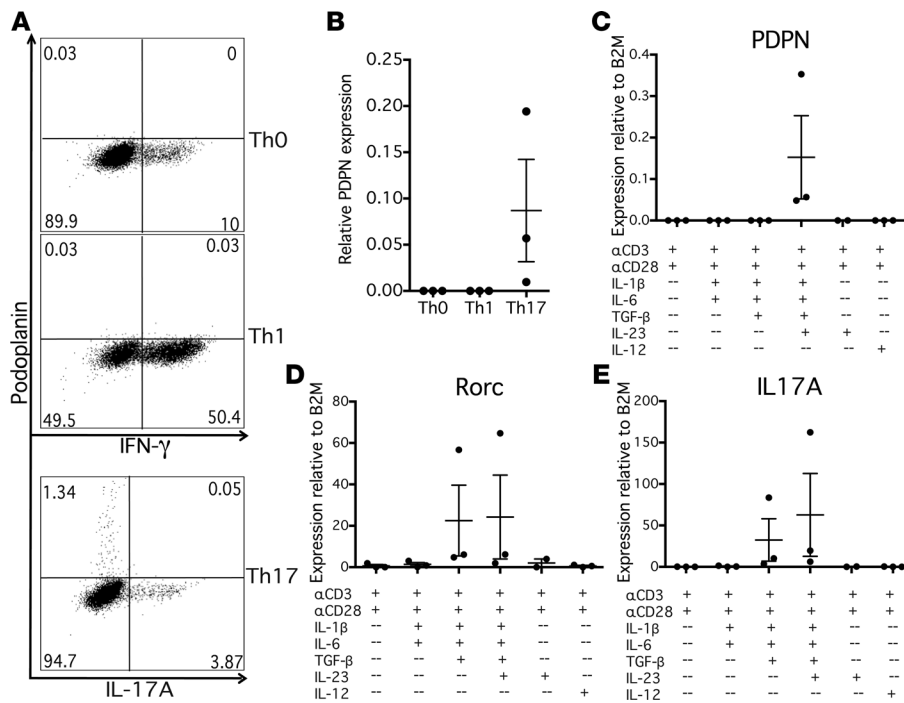 A
0.03 0
Th0
89.9 10
0.03 0.03
Th1
49.5 50.4
IFN-γ
Podoplanin
1.34 0.05
Th17
94.7 3.87
IL-17A
B
Relative PDPN expression
0.25
0.20
0.15
0.10
0.05
0.00
Th0 Th1 Th17
C
PDPN
Expression relative to B2M
0.4
0.3
0.2
0.1
0.0
αCD3 + + + + + +
αCD28 + + + + + +
IL-1β -- + + + -- --
IL-6 -- + + + -- --
TGF-β -- -- + + -- --
IL-23 -- -- -- + + --
IL-12 -- -- -- -- -- +
D
Rorc
Expression relative to B2M
80
60
40
20
0
αCD3 + + + + + +
αCD28 + + + + + +
IL-1β -- + + + -- --
IL-6 -- + + + -- --
TGF-β -- -- + + -- --
IL-23 -- -- -- + + --
IL-12 -- -- -- -- -- +
E
IL17A
Expression relative to B2M
200
150
100
50
0
αCD3 + + + + + +
αCD28 + + + + + +
IL-1β -- + + + -- --
IL-6 -- + + + -- --
TGF-β -- -- + + -- --
IL-23 -- -- -- + + --
IL-12 -- -- -- -- -- +